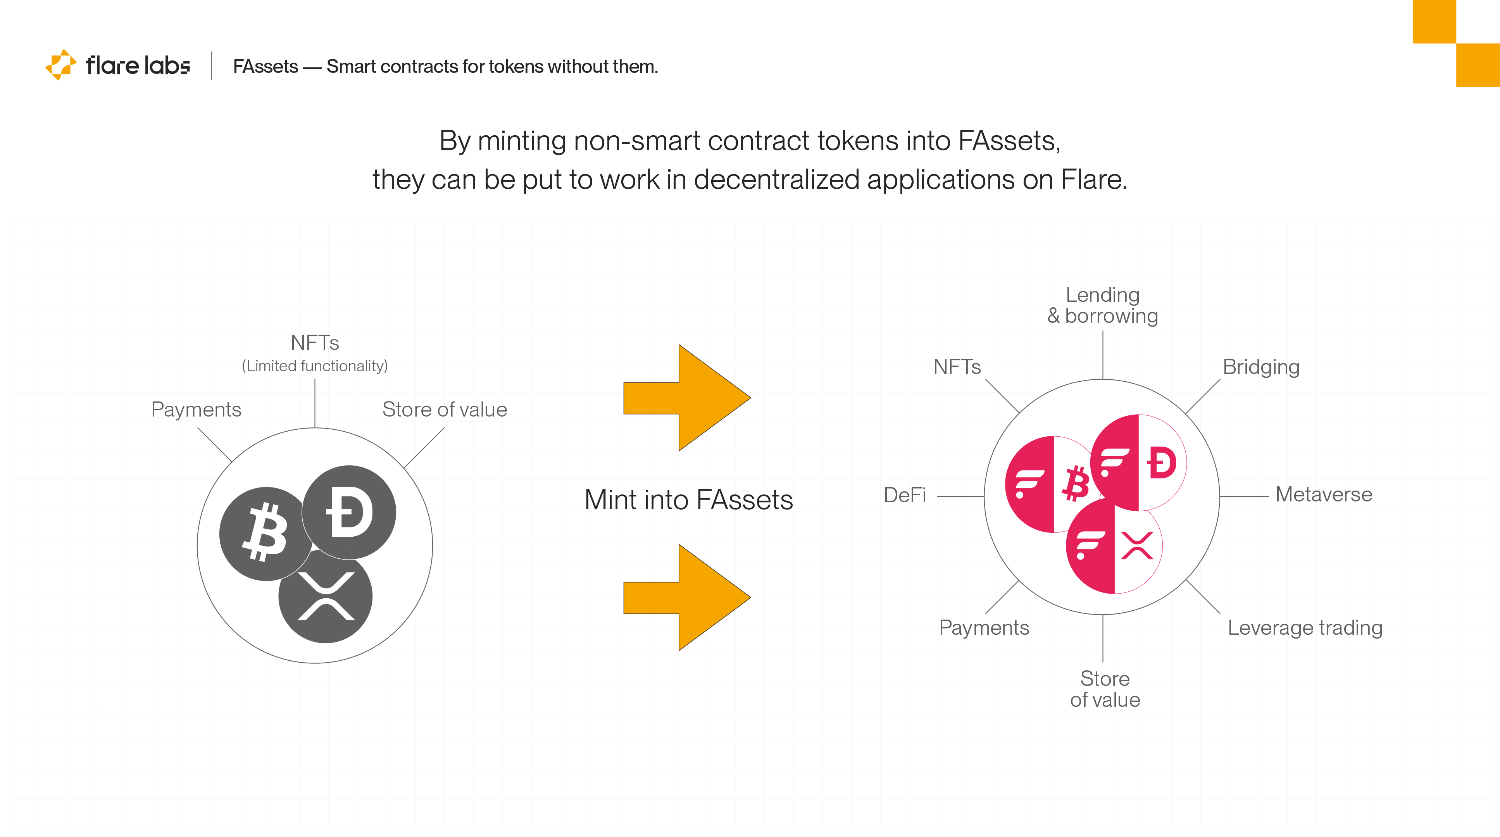 flare labs
FAssets — Smart contracts for tokens without them.
By minting non-smart contract tokens into FAssets,
they can be put to work in decentralized applications on Flare.
NFTs
(Limited functionality)
Payments
Store of value
Mint into FAssets
Lending
& borrowing
NFTs
Bridging
DeFi
Metaverse
Payments
Leverage trading
Store
of value